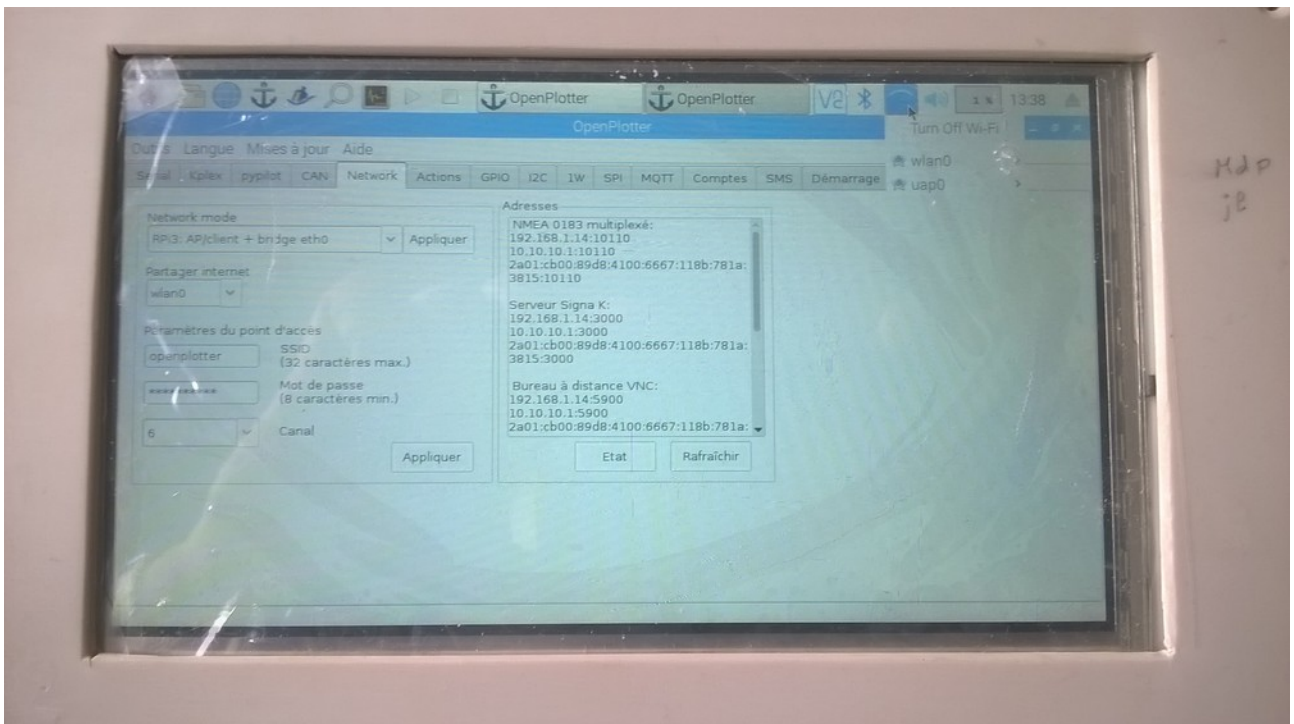 OpenPlotter
OpenPlotter
V2
1 %
13:38
OpenPlotter
Turn Off Wi-Fi
wlan0
uap0
Outils Langue Mises à jour Aide
Serial Kplex pypilot CAN Network Actions GPIO I2C 1W SPI MQTT Comptes SMS Démarrage
Network mode
RPi3: AP/client + bridge eth0
Appliquer
Partager internet
wlan0
Paramètres du point d'accès
openplotter
SSID
(32 caractères max.)
**********
Mot de passe
(8 caractères min.)
6
Canal
Appliquer
Adresses
NMEA 0183 multiplexé:
192.168.1.14:10110
10.10.10.1:10110
2a01:cb00:89d8:4100:6667:118b:781a:
3815:10110
Serveur Signa K:
192.168.1.14:3000
10.10.10.1:3000
2a01:cb00:89d8:4100:6667:118b:781a:
3815:3000
Bureau à distance VNC:
192.168.1.14:5900
10.10.10.1:5900
2a01:cb00:89d8:4100:6667:118b:781a:
Etat
Rafraîchir
Mdp